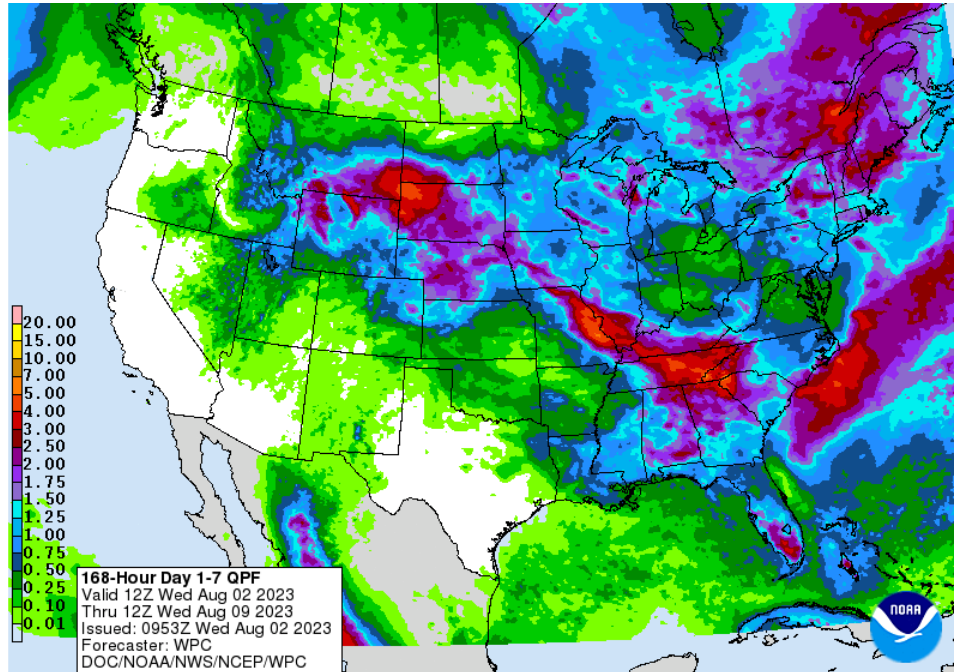 20.00
15.00
10.00
7.00
5.00
4.00
3.00
2.50
2.00
1.75
1.50
1.25
1.00
0.75
0.50
0.25
0.10
0.01
168-Hour Day 1-7 QPF
Valid 12Z Wed Aug 02 2023
Thru 12Z Wed Aug 09 2023
Issued: 0953Z Wed Aug 02 2023
Forecaster: WPC
DOC/NOAA/NWS/NCEP/WPC
NOAA